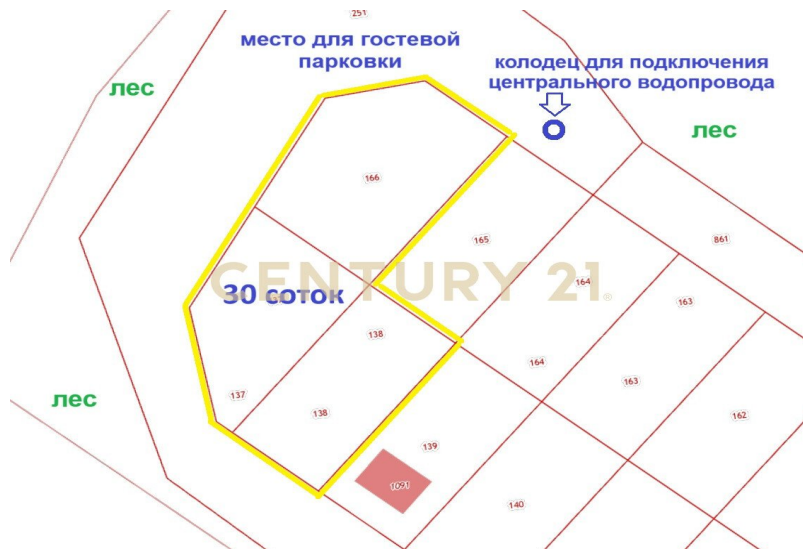 251
место для гостевой
парковки
колодец для подключения
центрального водопровода
лес
лес
166
165
861
CENTURY 21®
30 соток
164
163
138
164
163
137
138
162
лес
139
1091
140